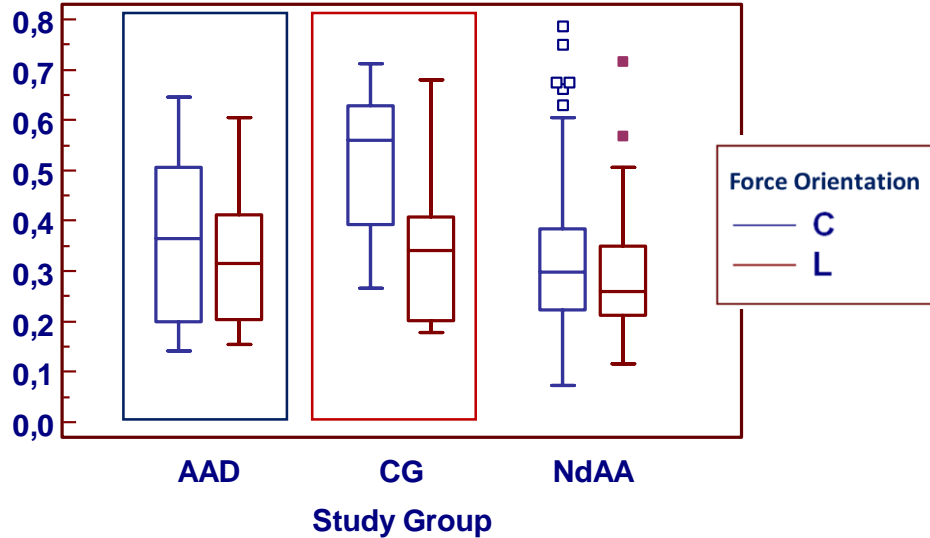 0,8
0,7
0,6
0,5
0,4
0,3
0,2
0,1
0,0
AAD
CG
NdAA
Study Group
Force Orientation
C
L